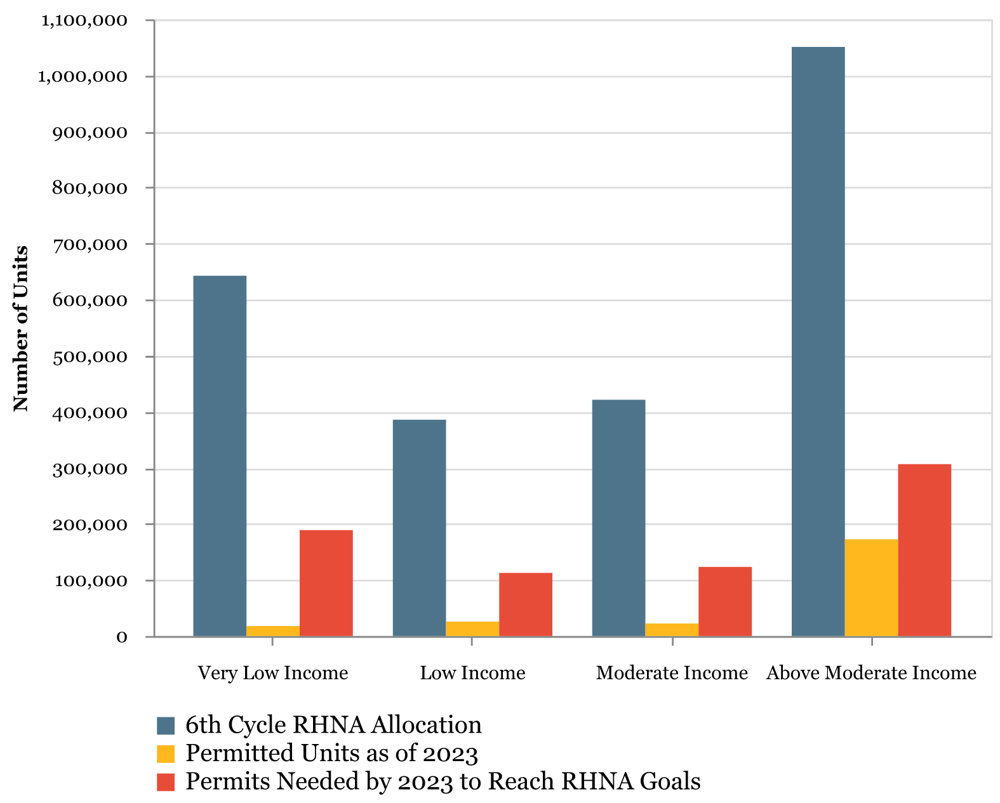 1,100,000
1,000,000
900,000
800,000
700,000
600,000
500,000
400,000
300,000
200,000
100,000
0
Number of Units
Very Low Income
Low Income
Moderate Income
Above Moderate Income
6th Cycle RHNA Allocation
Permitted Units as of 2023
Permits Needed by 2023 to Reach RHNA Goals